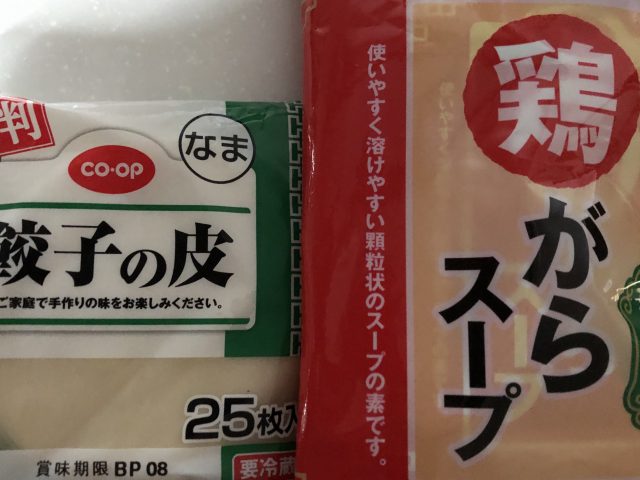 判
なま
CO·OP
餃子の皮
ご家庭で手作りの味をお楽しみください。
25枚入
賞味期限 BP 08
要冷蔵
鶏
がら
スープ
使いやすく溶けやすい顆粒状のスープの素です。